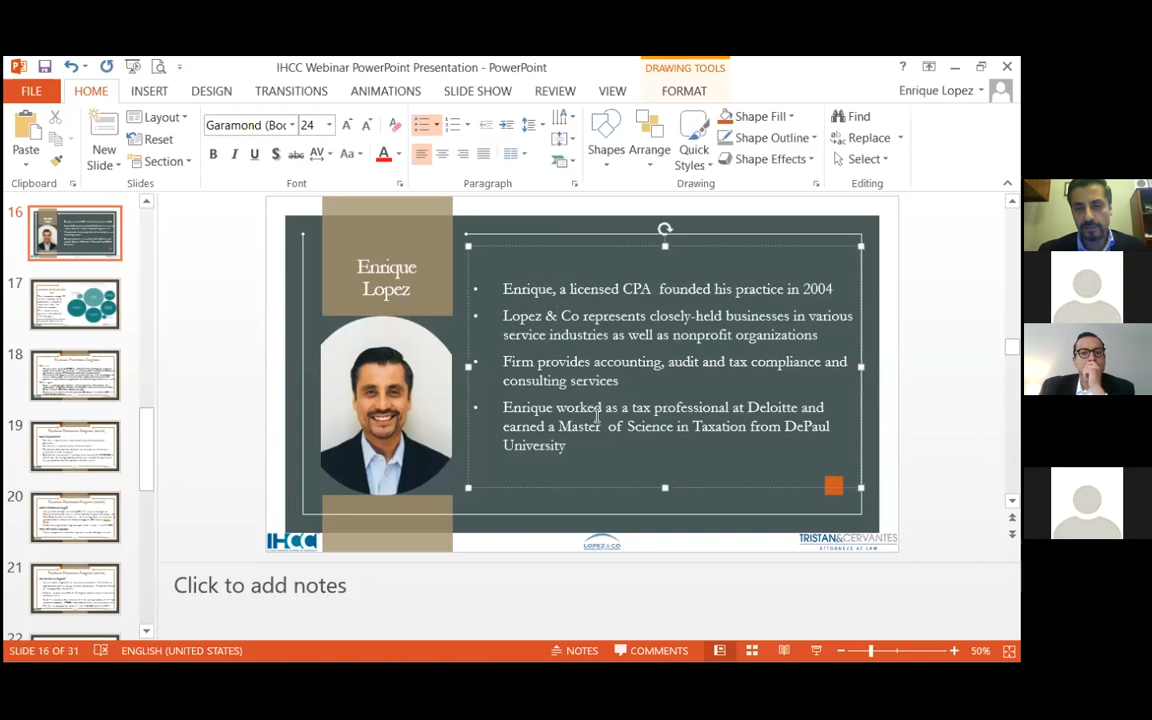 IHCC Webinar PowerPoint Presentation - PowerPoint
DRAWING TOOLS
FILE
HOME
INSERT
DESIGN
TRANSITIONS
ANIMATIONS
SLIDE SHOW
REVIEW
VIEW
FORMAT
Enrique Lopez
Paste
New
Slide
Layout
Reset
Section
Garamond (Boc
24
Shapes
Arrange
Quick
Styles
Shape Fill
Shape Outline
Shape Effects
Find
Replace
Select
Clipboard
Slides
Font
Paragraph
Drawing
Editing
16
17
18
19
20
21
22
Enrique
Lopez
• Enrique, a licensed CPA founded his practice in 2004
• Lopez & Co represents closely-held businesses in various
service industries as well as nonprofit organizations
• Firm provides accounting, audit and tax compliance and
consulting services
• Enrique worked as a tax professional at Deloitte and
earned a Master of Science in Taxation from DePaul
University
IHCC
LOPEZ&CO
TRISTAN&CERVANTES
ATTORNEYS AT LAW
Click to add notes
SLIDE 16 OF 31
ENGLISH (UNITED STATES)
NOTES
COMMENTS
50%